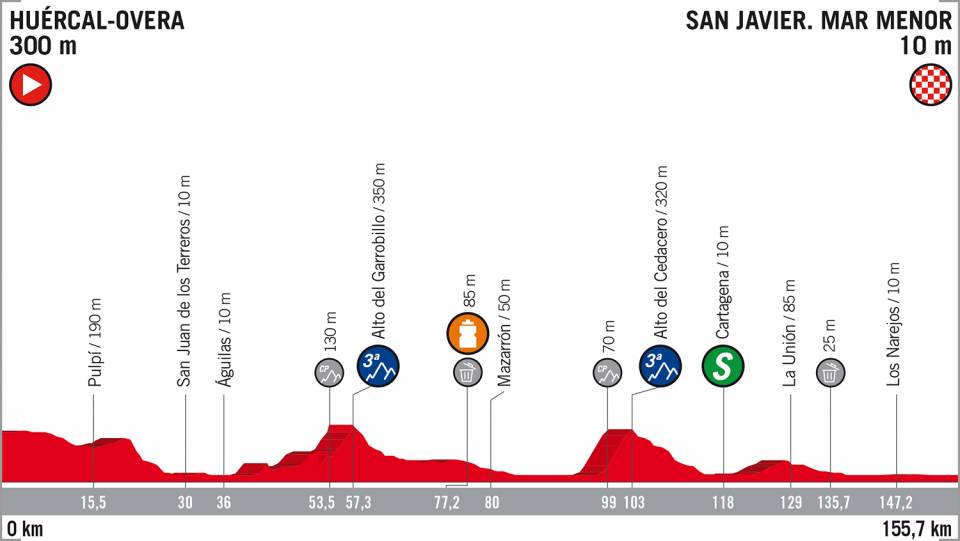 HUÉRCAL-OVERA
300 m
SAN JAVIER. MAR MENOR
10 m
Pulpí / 190 m
San Juan de los Terreros / 10 m
Águilas / 10 m
130 m
CP
Alto del Garrobillo / 350 m
3ª
85 m
Mazarrón / 50 m
70 m
CP
Alto del Cedacero / 320 m
3ª
Cartagena / 10 m
S
La Unión / 85 m
25 m
Los Narejos / 10 m
15,5 30 36 53,5 57,3 77,2 80 99 103 118 129 135,7 147,2
0 km
155,7 km